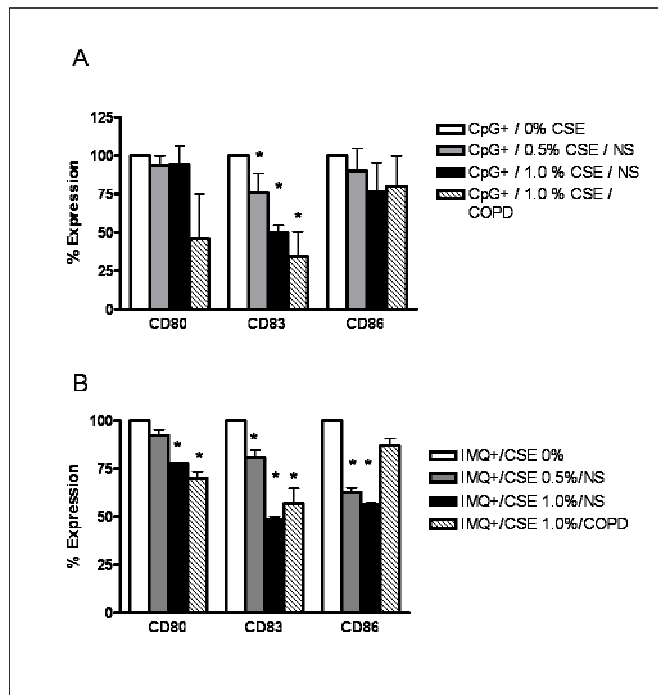 A
125
100
75
50
25
0
% Expression
* * *
CD80 CD83 CD86
CpG+ / 0% CSE
CpG+ / 0.5% CSE / NS
CpG+ / 1.0 % CSE / NS
CpG+ / 1.0 % CSE /
COPD
B
100
75
50
25
0
% Expression
* * * * * * *
CD80 CD83 CD86
IMQ+/CSE 0%
IMQ+/CSE 0.5%/NS
IMQ+/CSE 1.0%/NS
IMQ+/CSE 1.0%/COPD